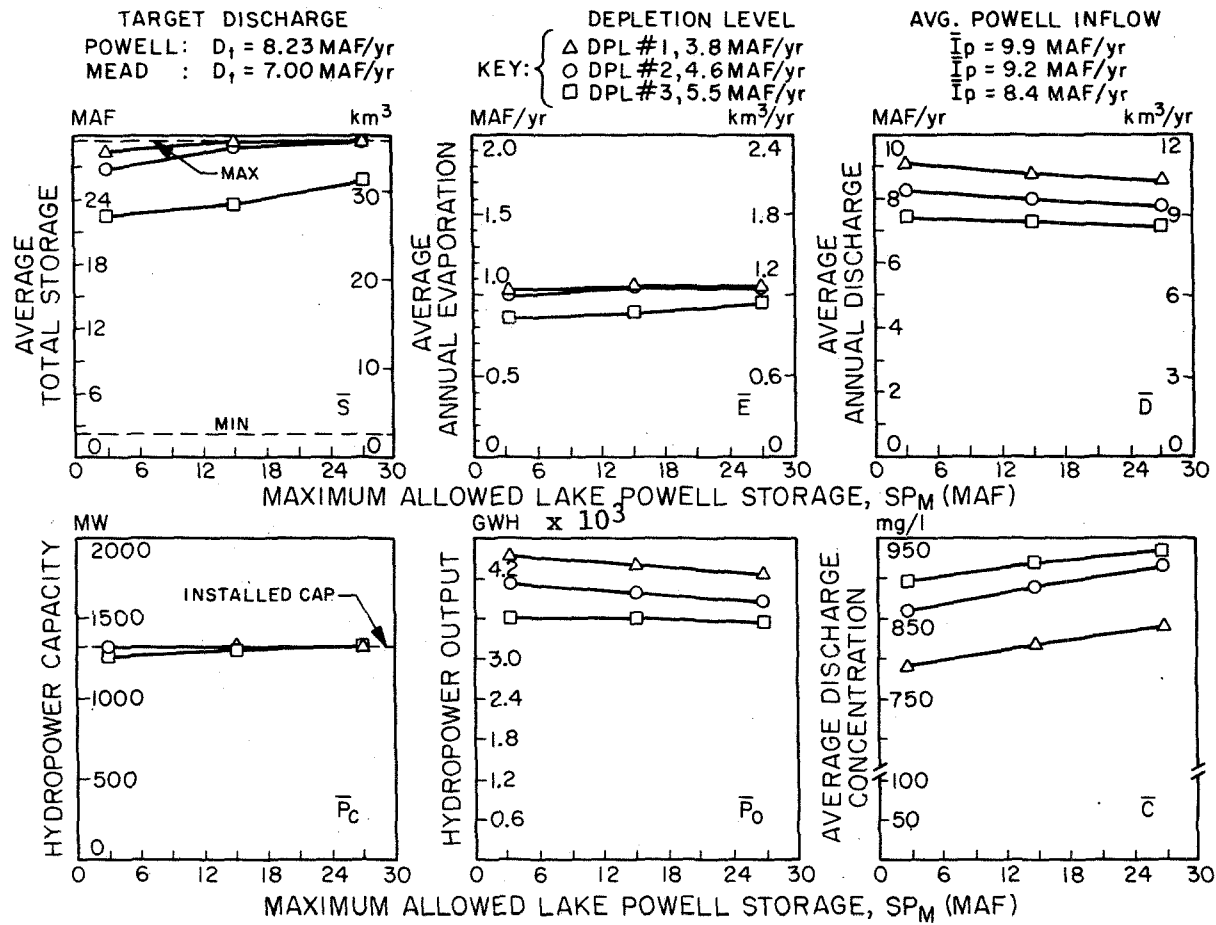 TARGET DISCHARGE
POWELL: Dt = 8.23 MAF/yr
MEAD : Dt = 7.00 MAF/yr
DEPLETION LEVEL
KEY: { △ DPL #1, 3.8 MAF/yr
○ DPL #2, 4.6 MAF/yr
□ DPL #3, 5.5 MAF/yr
AVG. POWELL INFLOW
Īp = 9.9 MAF/yr
Īp = 9.2 MAF/yr
Īp = 8.4 MAF/yr
MAF km³
AVERAGE
TOTAL STORAGE
24
18
12
6
0
30
20
10
0
MAX
MIN
S̄
0 6 12 18 24 30
MAF/yr km³/yr
AVERAGE
ANNUAL EVAPORATION
2.0
1.5
1.0
0.5
0
2.4
1.8
1.2
0.6
0
Ē
0 6 12 18 24 30
MAF/yr km³/yr
AVERAGE
ANNUAL DISCHARGE
10
8
6
4
2
0
12
9
6
3
0
D̄
0 6 12 18 24 30
MAXIMUM ALLOWED LAKE POWELL STORAGE, SPM (MAF)
MW
HYDROPOWER CAPACITY
2000
1500
1000
500
0
INSTALLED CAP.
P̄c
0 6 12 18 24 30
GWH x 10³
HYDROPOWER OUTPUT
4.2
3.0
2.4
1.8
1.2
0.6
P̄o
0 6 12 18 24 30
mg/l
AVERAGE DISCHARGE
CONCENTRATION
950
850
750
100
50
C̄
0 6 12 18 24 30
MAXIMUM ALLOWED LAKE POWELL STORAGE, SPM (MAF)